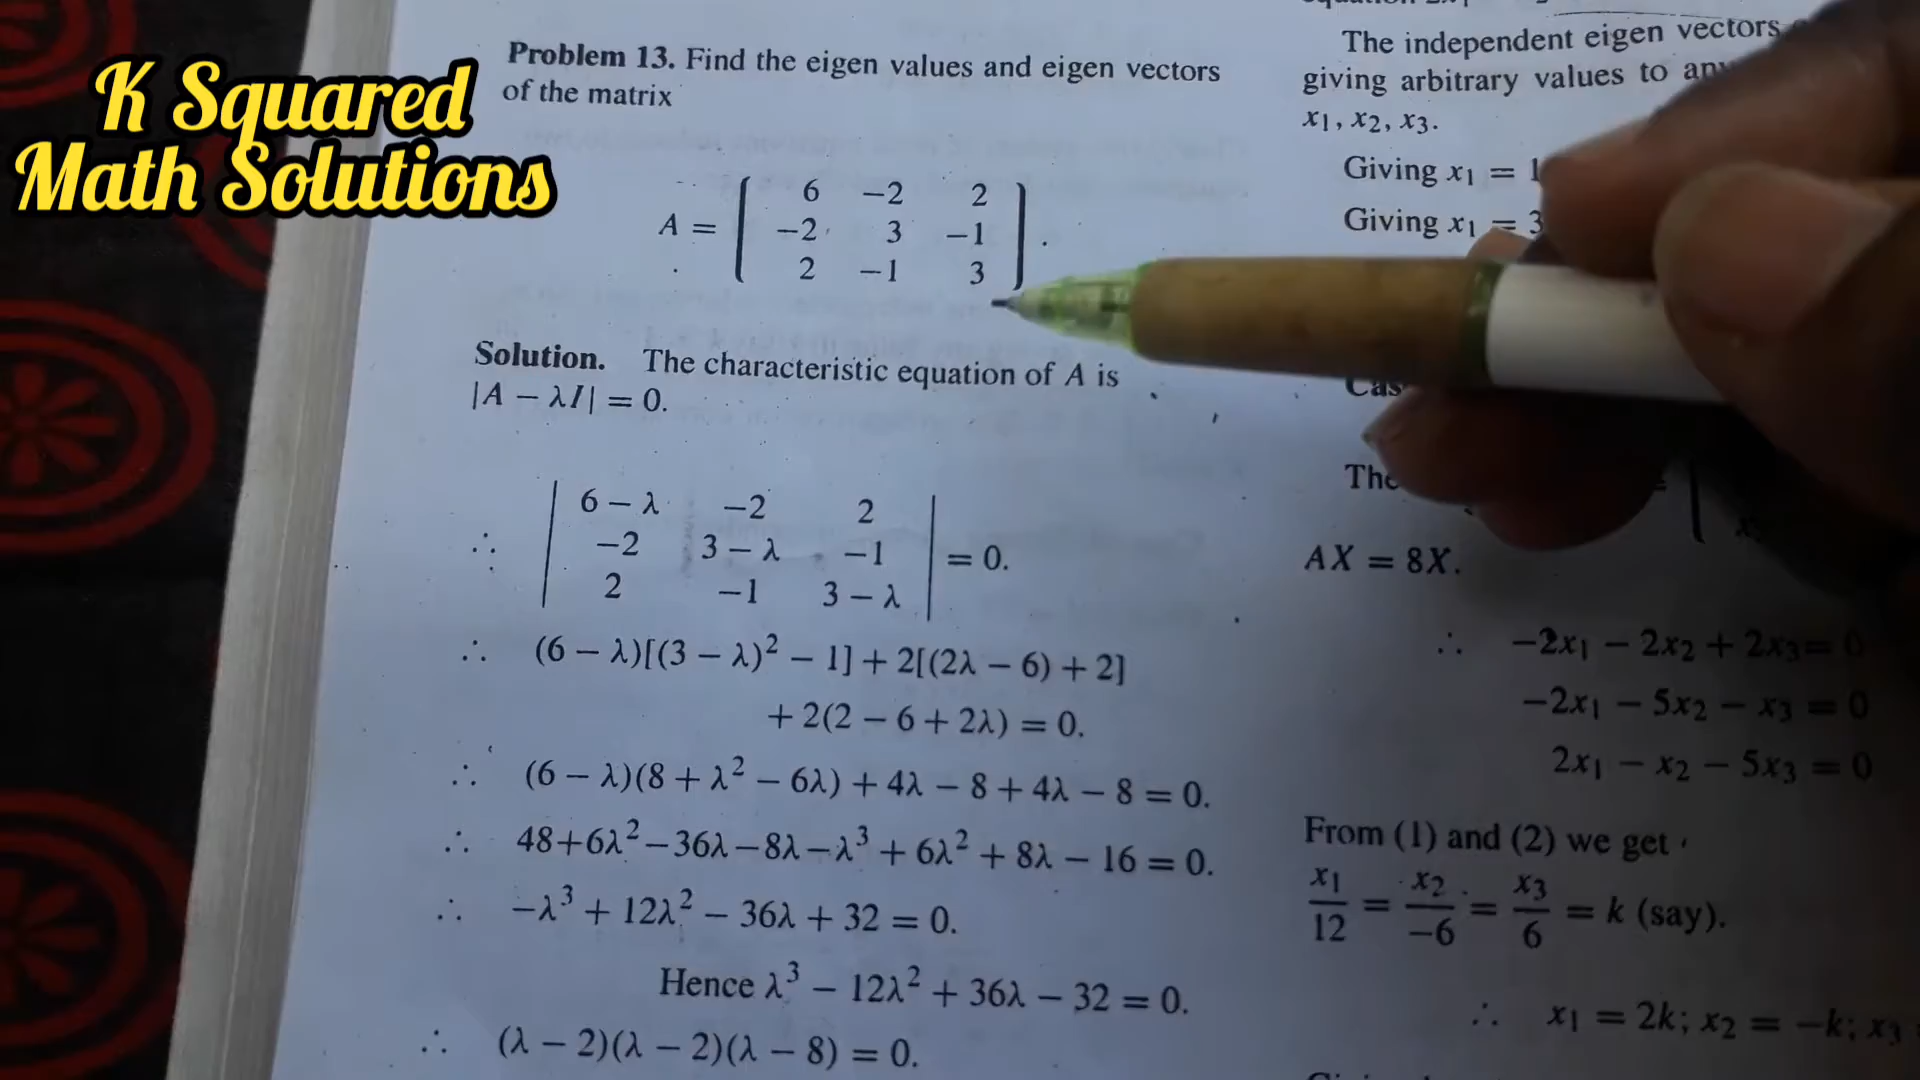 K Squared
Math Solutions
Problem 13. Find the eigen values and eigen vectors
of the matrix
A = [ 6 −2 2
−2 3 −1
2 −1 3 ] .
Solution. The characteristic equation of A is
|A − λI| = 0.
∴ | 6 − λ −2 2
−2 3 − λ −1
2 −1 3 − λ | = 0.
∴ (6 − λ)[(3 − λ)² − 1] + 2[(2λ − 6) + 2]
+ 2(2 − 6 + 2λ) = 0.
∴ (6 − λ)(8 + λ² − 6λ) + 4λ − 8 + 4λ − 8 = 0.
∴ 48+6λ²−36λ−8λ−λ³ + 6λ² + 8λ − 16 = 0.
∴ −λ³ + 12λ² − 36λ + 32 = 0.
Hence λ³ − 12λ² + 36λ − 32 = 0.
∴ (λ − 2)(λ − 2)(λ − 8) = 0.
The independent eigen vectors
giving arbitrary values to
x₁, x₂, x₃.
Giving x₁ = 1
Giving x₁ = 3
AX = 8X.
∴ −2x₁ − 2x₂ + 2x₃ = 0
−2x₁ − 5x₂ − x₃ = 0
2x₁ − x₂ − 5x₃ = 0
From (1) and (2) we get
x₁/12 = x₂/−6 = x₃/6 = k (say).
∴ x₁ = 2k; x₂ = −k; x₃